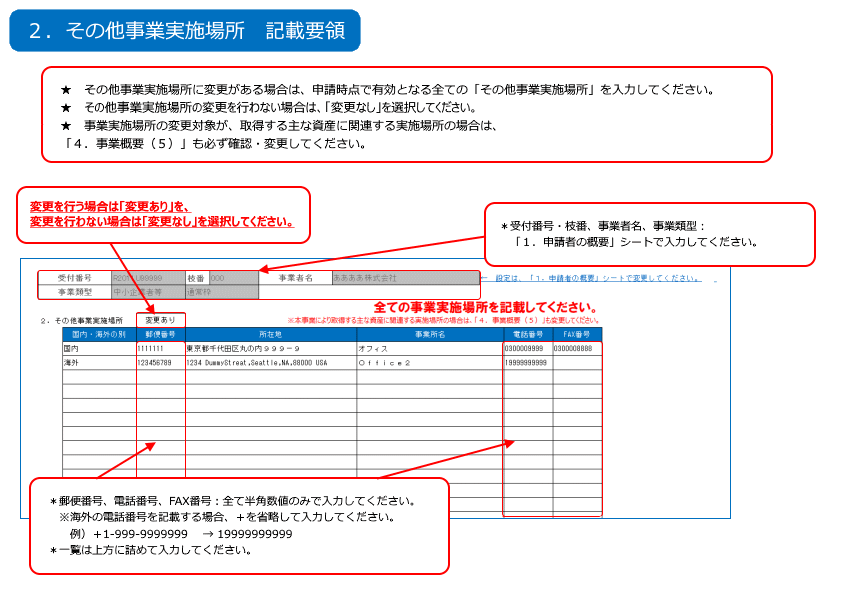 ２．その他事業実施場所　記載要領
★　その他事業実施場所に変更がある場合は、申請時点で有効となる全ての「その他事業実施場所」を入力してください。
★　その他事業実施場所の変更を行わない場合は、「変更なし」を選択してください。
★　事業実施場所の変更対象が、取得する主な資産に関連する実施場所の場合は、
「４．事業概要（５）」も必ず確認・変更してください。
変更を行う場合は「変更あり」を、
変更を行わない場合は「変更なし」を選択してください。
＊受付番号・枝番、事業者名、事業類型：
「１．申請者の概要」シートで入力してください。
受付番号　枝番　000　事業者名　ああああ株式会社　設定は、「１．申請者の概要」シートで変更してください。
事業類型　中小企業者等　通常枠
全ての事業実施場所を記載してください。
２．その他事業実施場所　変更あり　※本事業により取得する主な資産に関連する実施場所の場合は、「４．事業概要（５）」も変更してください。
国内・海外の別　郵便番号　所在地　事業所名　電話番号　FAX番号
国内　1111111　東京都千代田区丸の内９９９－９　オフィス　0300009999　0300008888
海外　123456789　1234 DummyStreat,Seattle,WA,88000 USA　Ｏｆｆｉｃｅ２　19999999999
＊郵便番号、電話番号、FAX番号：全て半角数値のみで入力してください。
※海外の電話番号を記載する場合、＋を省略して入力してください。
例）＋1-999-9999999　→ 19999999999
＊一覧は上方に詰めて入力してください。